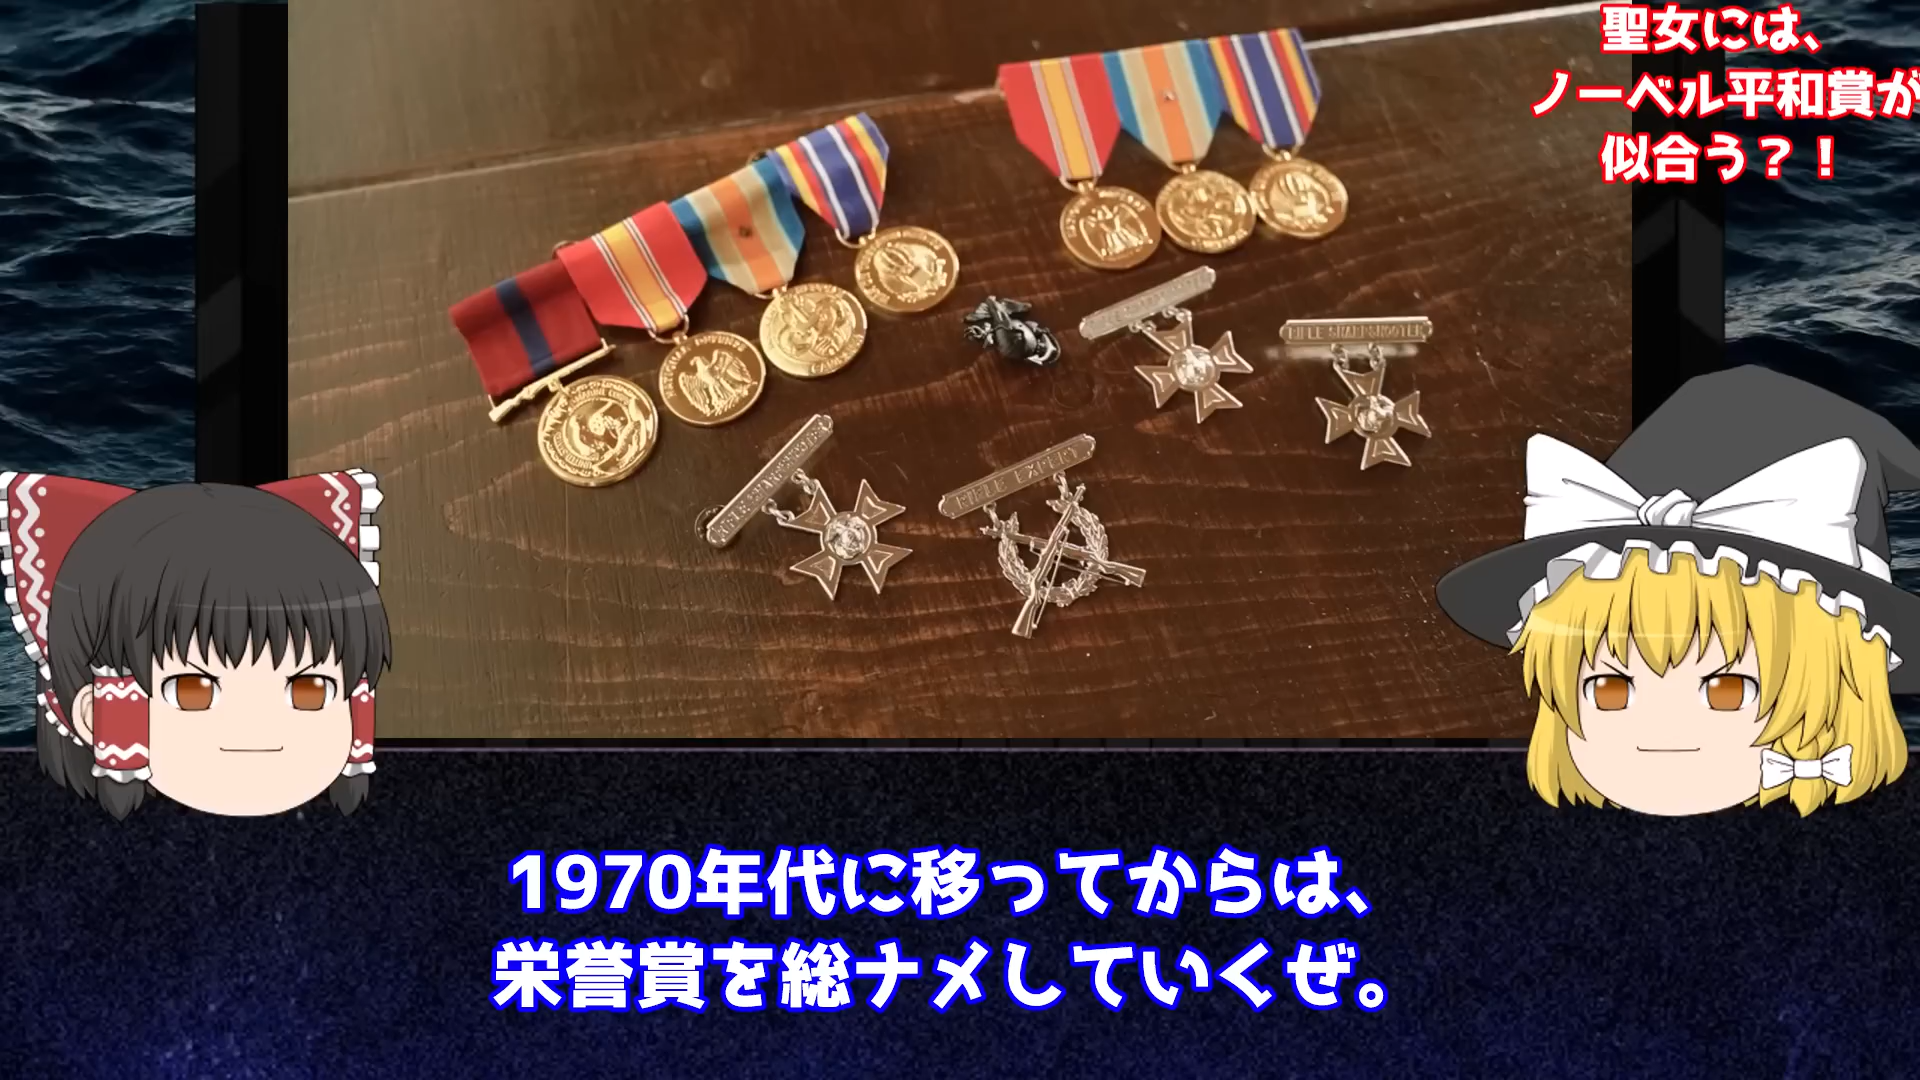 聖女には、
ノーベル平和賞が
似合う？！
RIFLE SHARPSHOOTER
RIFLE EXPERT
1970年代に移ってからは、
栄誉賞を総ナメしていくぜ。